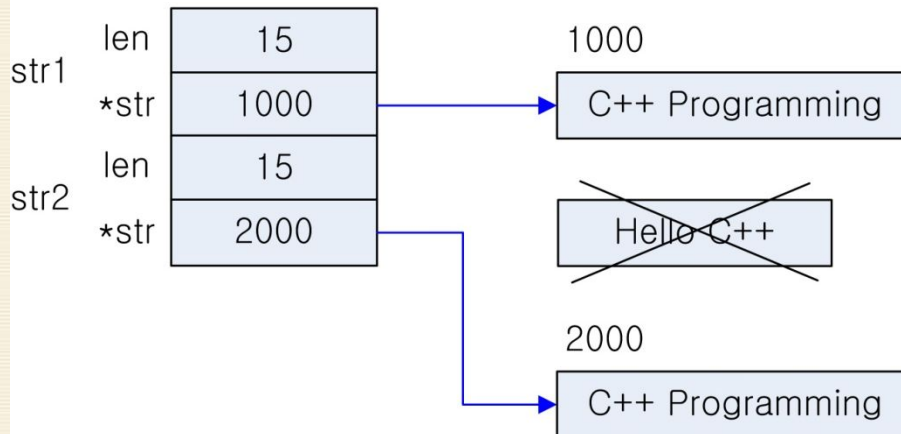 len 15 1000
str1
*str 1000 C++ Programming
len 15
str2
*str 2000 Hello C++
2000
C++ Programming